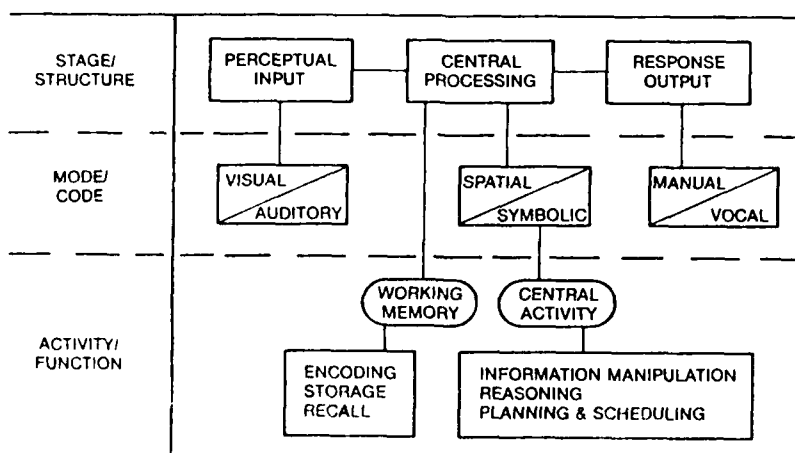 STAGE/
STRUCTURE
PERCEPTUAL
INPUT
CENTRAL
PROCESSING
RESPONSE
OUTPUT
MODE/
CODE
VISUAL
AUDITORY
SPATIAL
SYMBOLIC
MANUAL
VOCAL
ACTIVITY/
FUNCTION
WORKING
MEMORY
CENTRAL
ACTIVITY
ENCODING
STORAGE
RECALL
INFORMATION MANIPULATION
REASONING
PLANNING & SCHEDULING